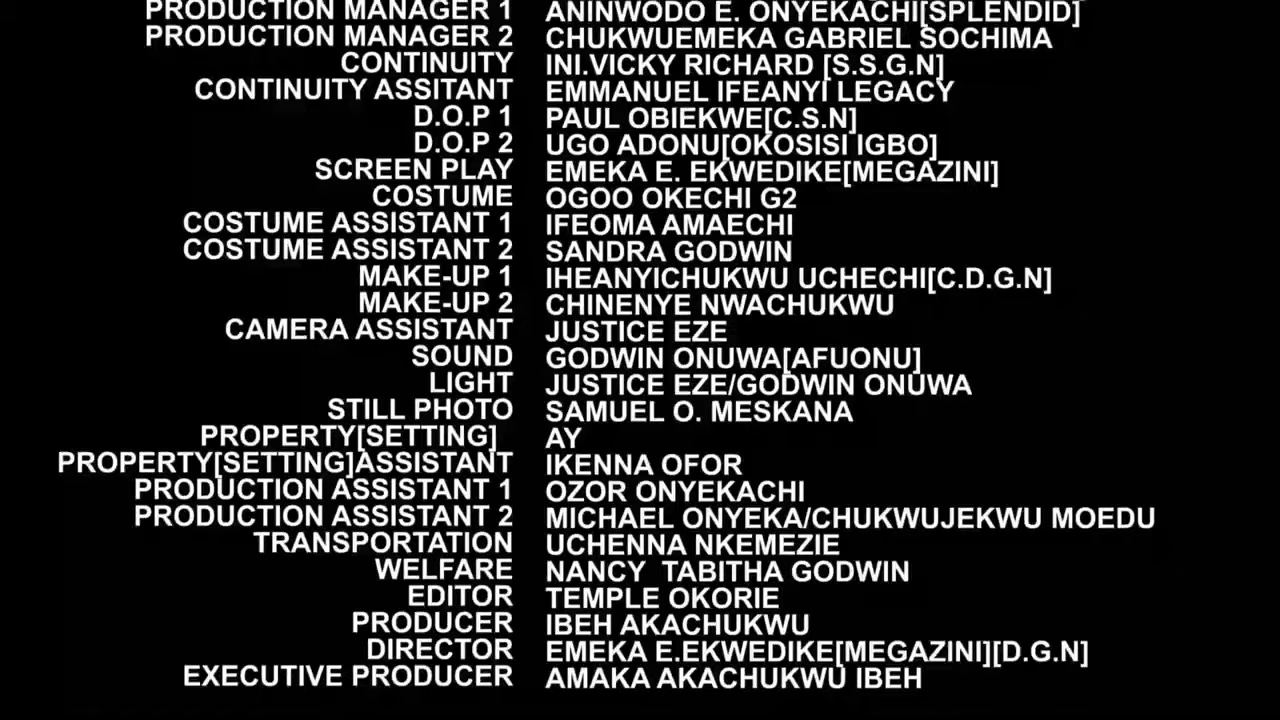 PRODUCTION MANAGER 1 ANINWODO E. ONYEKACHI[SPLENDID]
PRODUCTION MANAGER 2 CHUKWUEMEKA GABRIEL SOCHIMA
CONTINUITY INI.VICKY RICHARD [S.S.G.N]
CONTINUITY ASSITANT EMMANUEL IFEANYI LEGACY
D.O.P 1 PAUL OBIEKWE[C.S.N]
D.O.P 2 UGO ADONU[OKOSISI IGBO]
SCREEN PLAY EMEKA E. EKWEDIKE[MEGAZINI]
COSTUME OGOO OKECHI G2
COSTUME ASSISTANT 1 IFEOMA AMAECHI
COSTUME ASSISTANT 2 SANDRA GODWIN
MAKE-UP 1 IHEANYICHUKWU UCHECHI[C.D.G.N]
MAKE-UP 2 CHINENYE NWACHUKWU
CAMERA ASSISTANT JUSTICE EZE
SOUND GODWIN ONUWA[AFUONU]
LIGHT JUSTICE EZE/GODWIN ONUWA
STILL PHOTO SAMUEL O. MESKANA
PROPERTY[SETTING] AY
PROPERTY[SETTING]ASSISTANT IKENNA OFOR
PRODUCTION ASSISTANT 1 OZOR ONYEKACHI
PRODUCTION ASSISTANT 2 MICHAEL ONYEKA/CHUKWUJEKWU MOEDU
TRANSPORTATION UCHENNA NKEMEZIE
WELFARE NANCY  TABITHA GODWIN
EDITOR TEMPLE OKORIE
PRODUCER IBEH AKACHUKWU
DIRECTOR EMEKA E.EKWEDIKE[MEGAZINI][D.G.N]
EXECUTIVE PRODUCER AMAKA AKACHUKWU IBEH